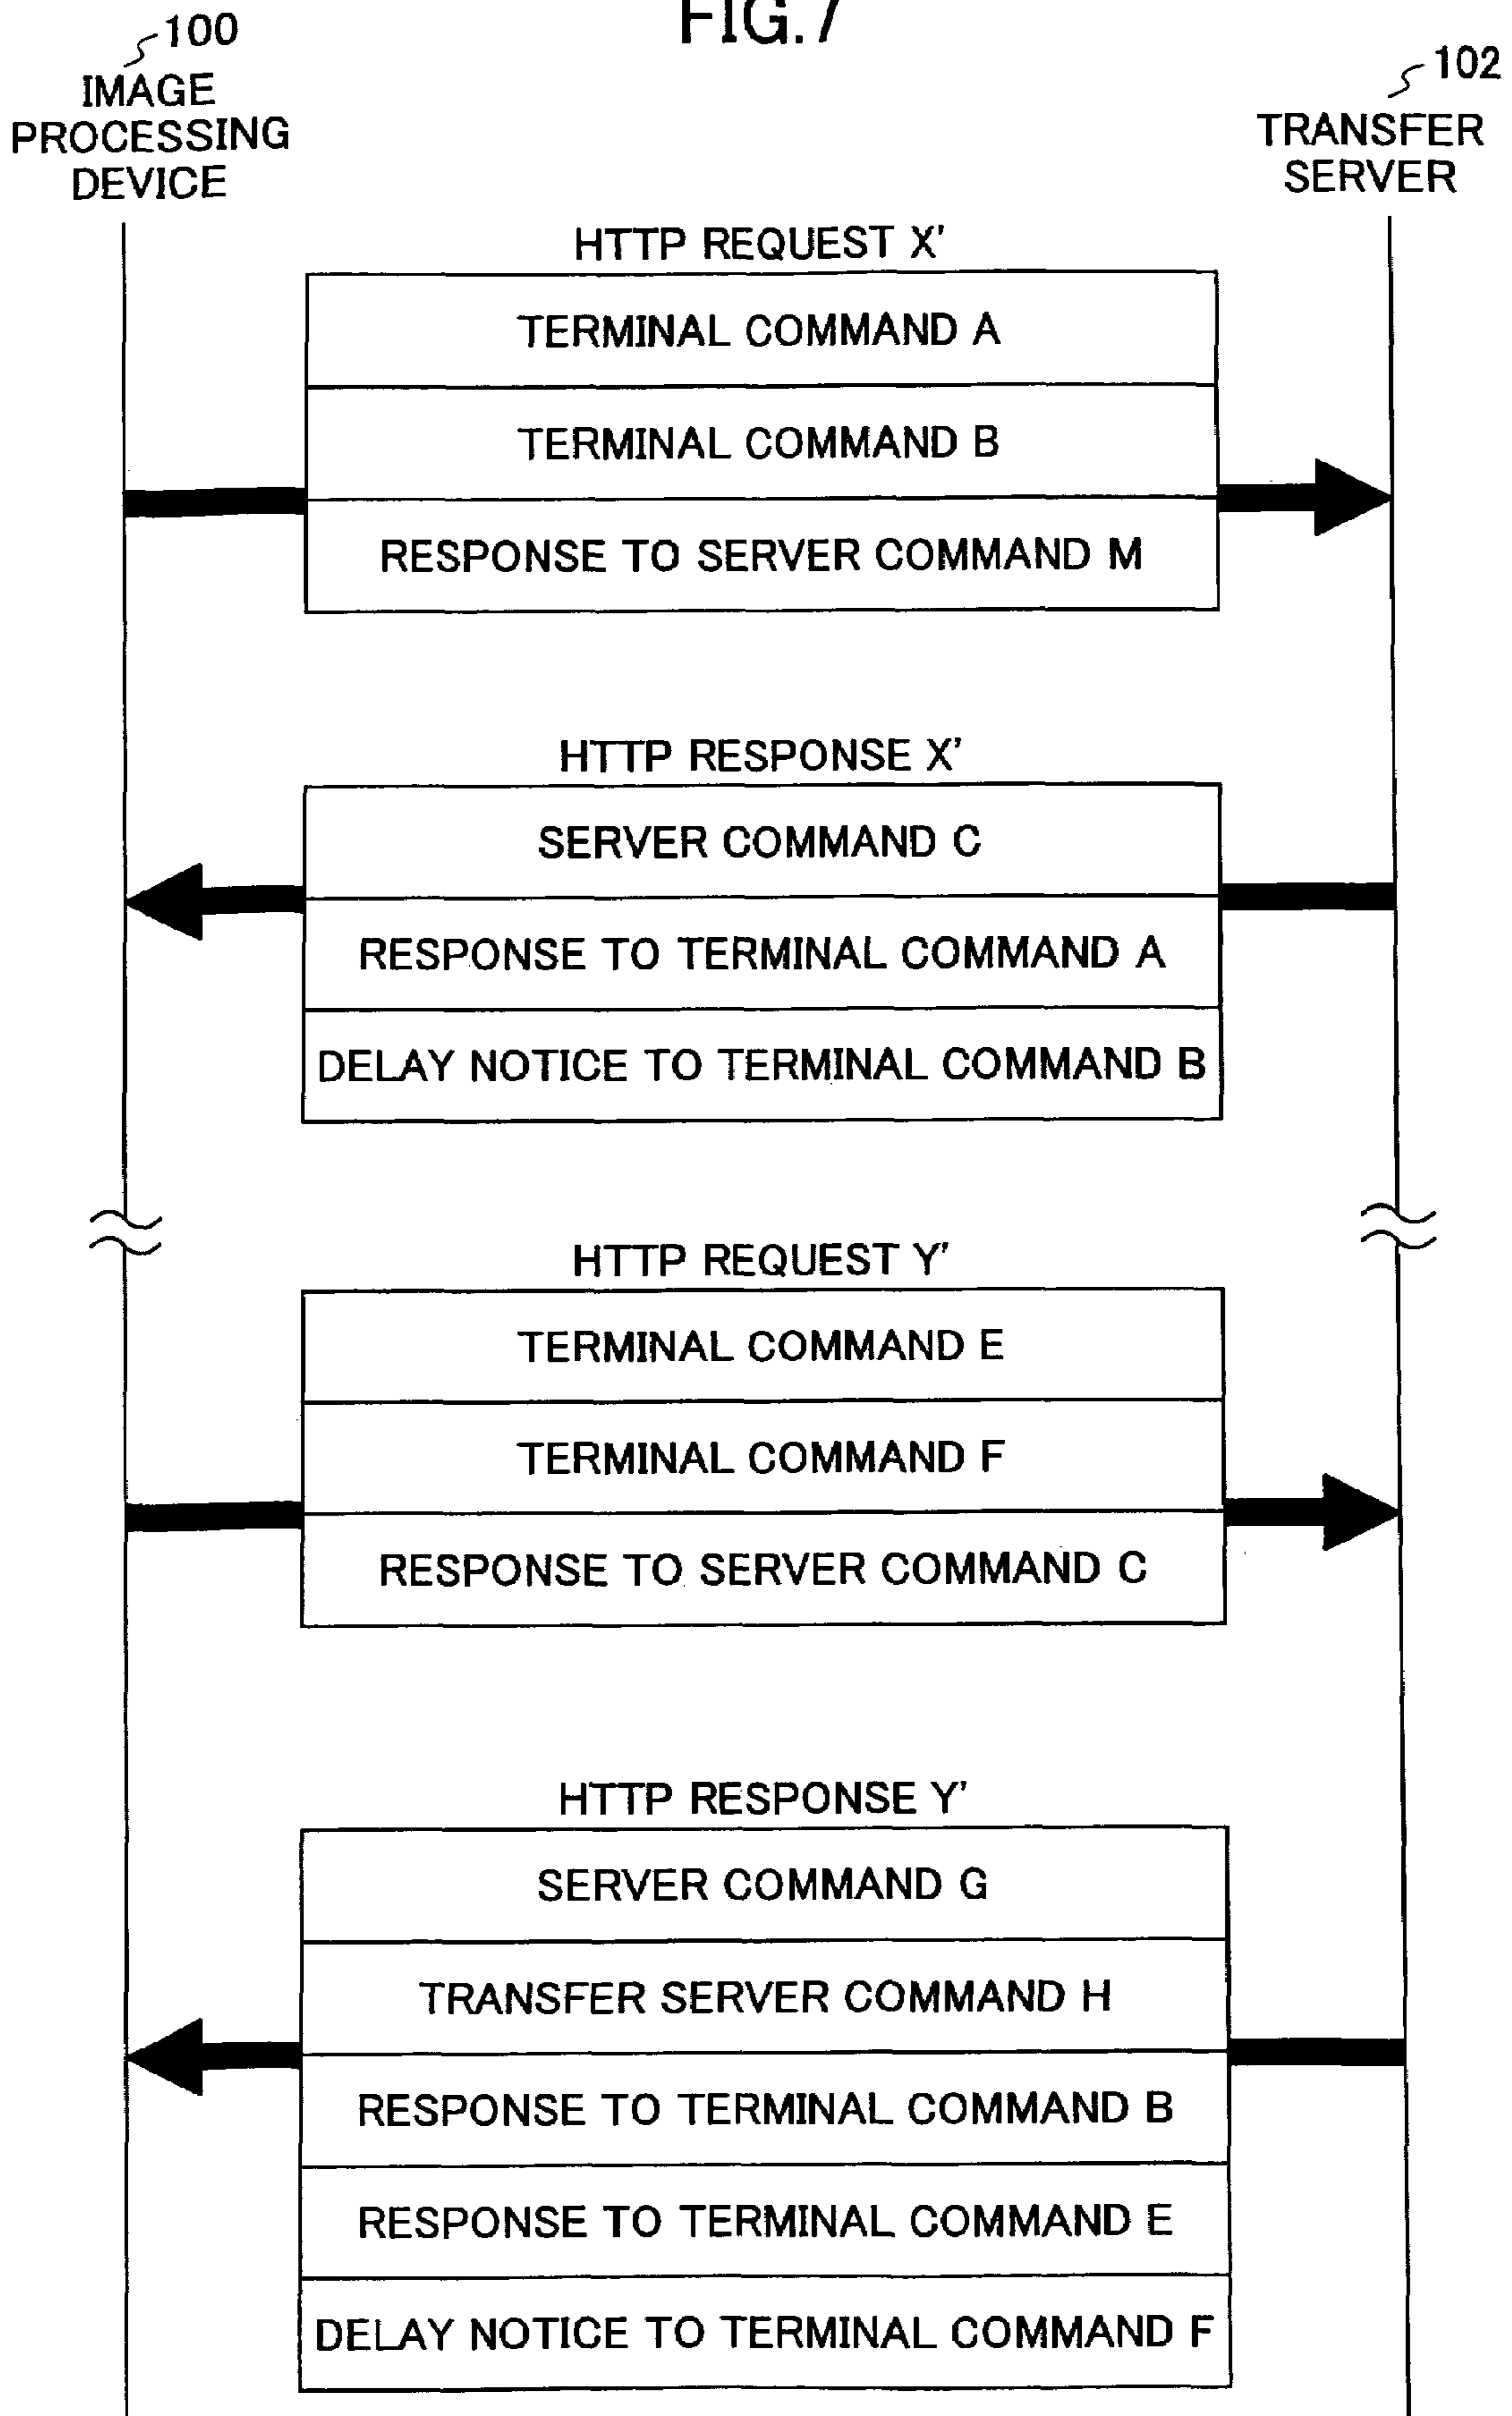 FIG.7
100
IMAGE
PROCESSING
DEVICE
102
TRANSFER
SERVER
HTTP REQUEST X'
TERMINAL COMMAND A
TERMINAL COMMAND B
RESPONSE TO SERVER COMMAND M
HTTP RESPONSE X'
SERVER COMMAND C
RESPONSE TO TERMINAL COMMAND A
DELAY NOTICE TO TERMINAL COMMAND B
HTTP REQUEST Y'
TERMINAL COMMAND E
TERMINAL COMMAND F
RESPONSE TO SERVER COMMAND C
HTTP RESPONSE Y'
SERVER COMMAND G
TRANSFER SERVER COMMAND H
RESPONSE TO TERMINAL COMMAND B
RESPONSE TO TERMINAL COMMAND E
DELAY NOTICE TO TERMINAL COMMAND F